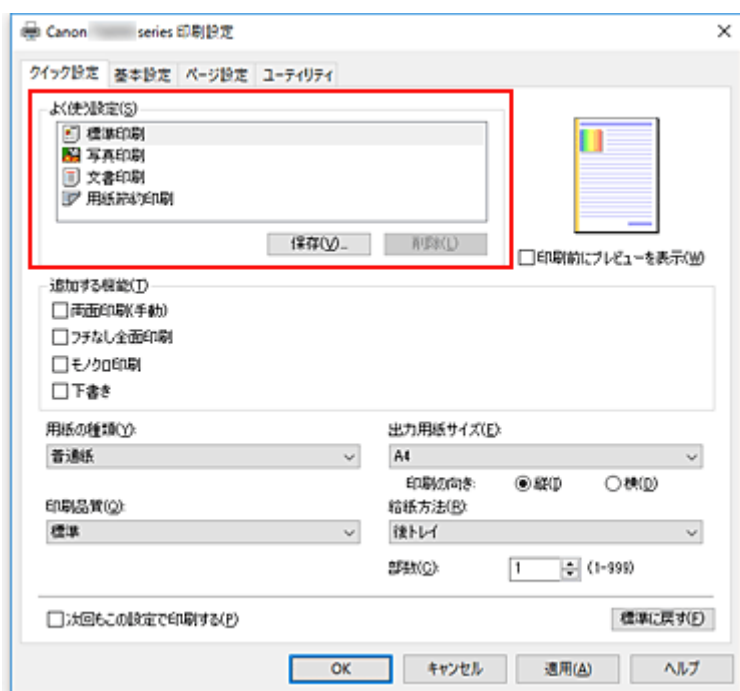 Canon series 印刷設定
クイック設定 基本設定 ページ設定 ユーティリティ
よく使う設定(S)
標準印刷
写真印刷
文書印刷
用紙節約印刷
保存(V)... 削除(L)
印刷前にプレビューを表示(W)
追加する機能(T)
両面印刷(手動)
フチなし全面印刷
モノクロ印刷
下書き
用紙の種類(Y): 出力用紙サイズ(E):
普通紙 A4
印刷の向き: 縦(I) 横(D)
印刷品質(Q): 給紙方法(R):
標準 後トレイ
部数(C): 1 (1-999)
次回もこの設定で印刷する(P) 標準に戻す(F)
OK キャンセル 適用(A) ヘルプ